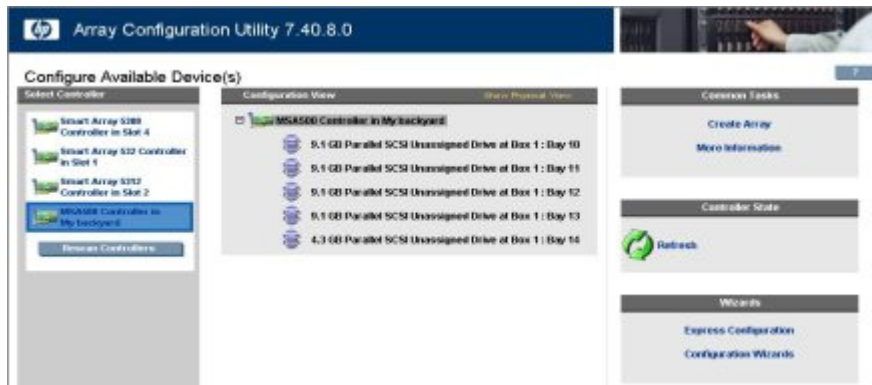 hp
Array Configuration Utility 7.40.8.0
Configure Available Device(s)
?
Select Controller
Smart Array 5300
Controller in Slot 4
Smart Array 532 Controller
in Slot 1
Smart Array 5312
Controller in Slot 2
MSA500 Controller in
My backyard
Rescan Controllers
Configuration View
Show Physical View
MSA500 Controller in My backyard
9.1 GB Parallel SCSI Unassigned Drive at Box 1 : Bay 10
9.1 GB Parallel SCSI Unassigned Drive at Box 1 : Bay 11
9.1 GB Parallel SCSI Unassigned Drive at Box 1 : Bay 12
9.1 GB Parallel SCSI Unassigned Drive at Box 1 : Bay 13
4.3 GB Parallel SCSI Unassigned Drive at Box 1 : Bay 14
Common Tasks
Create Array
More Information
Controller State
Refresh
Wizards
Express Configuration
Configuration Wizards